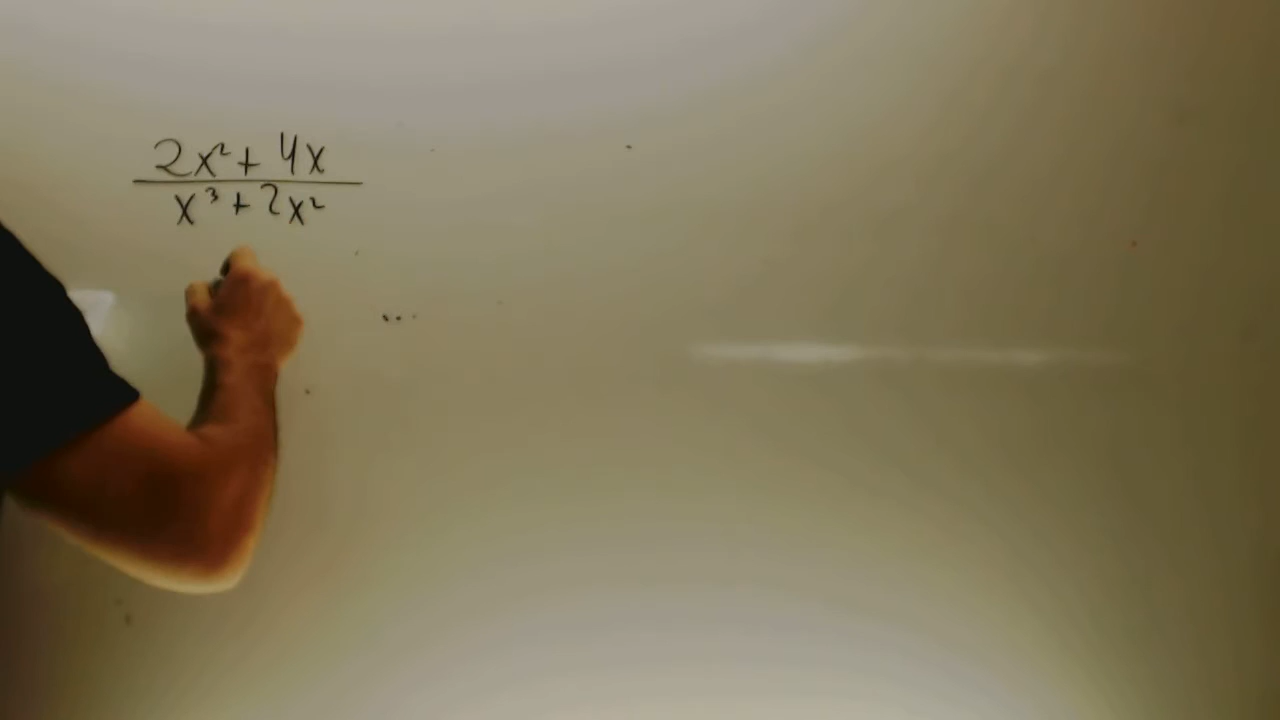 2x² + 4x
x³ + 2x²